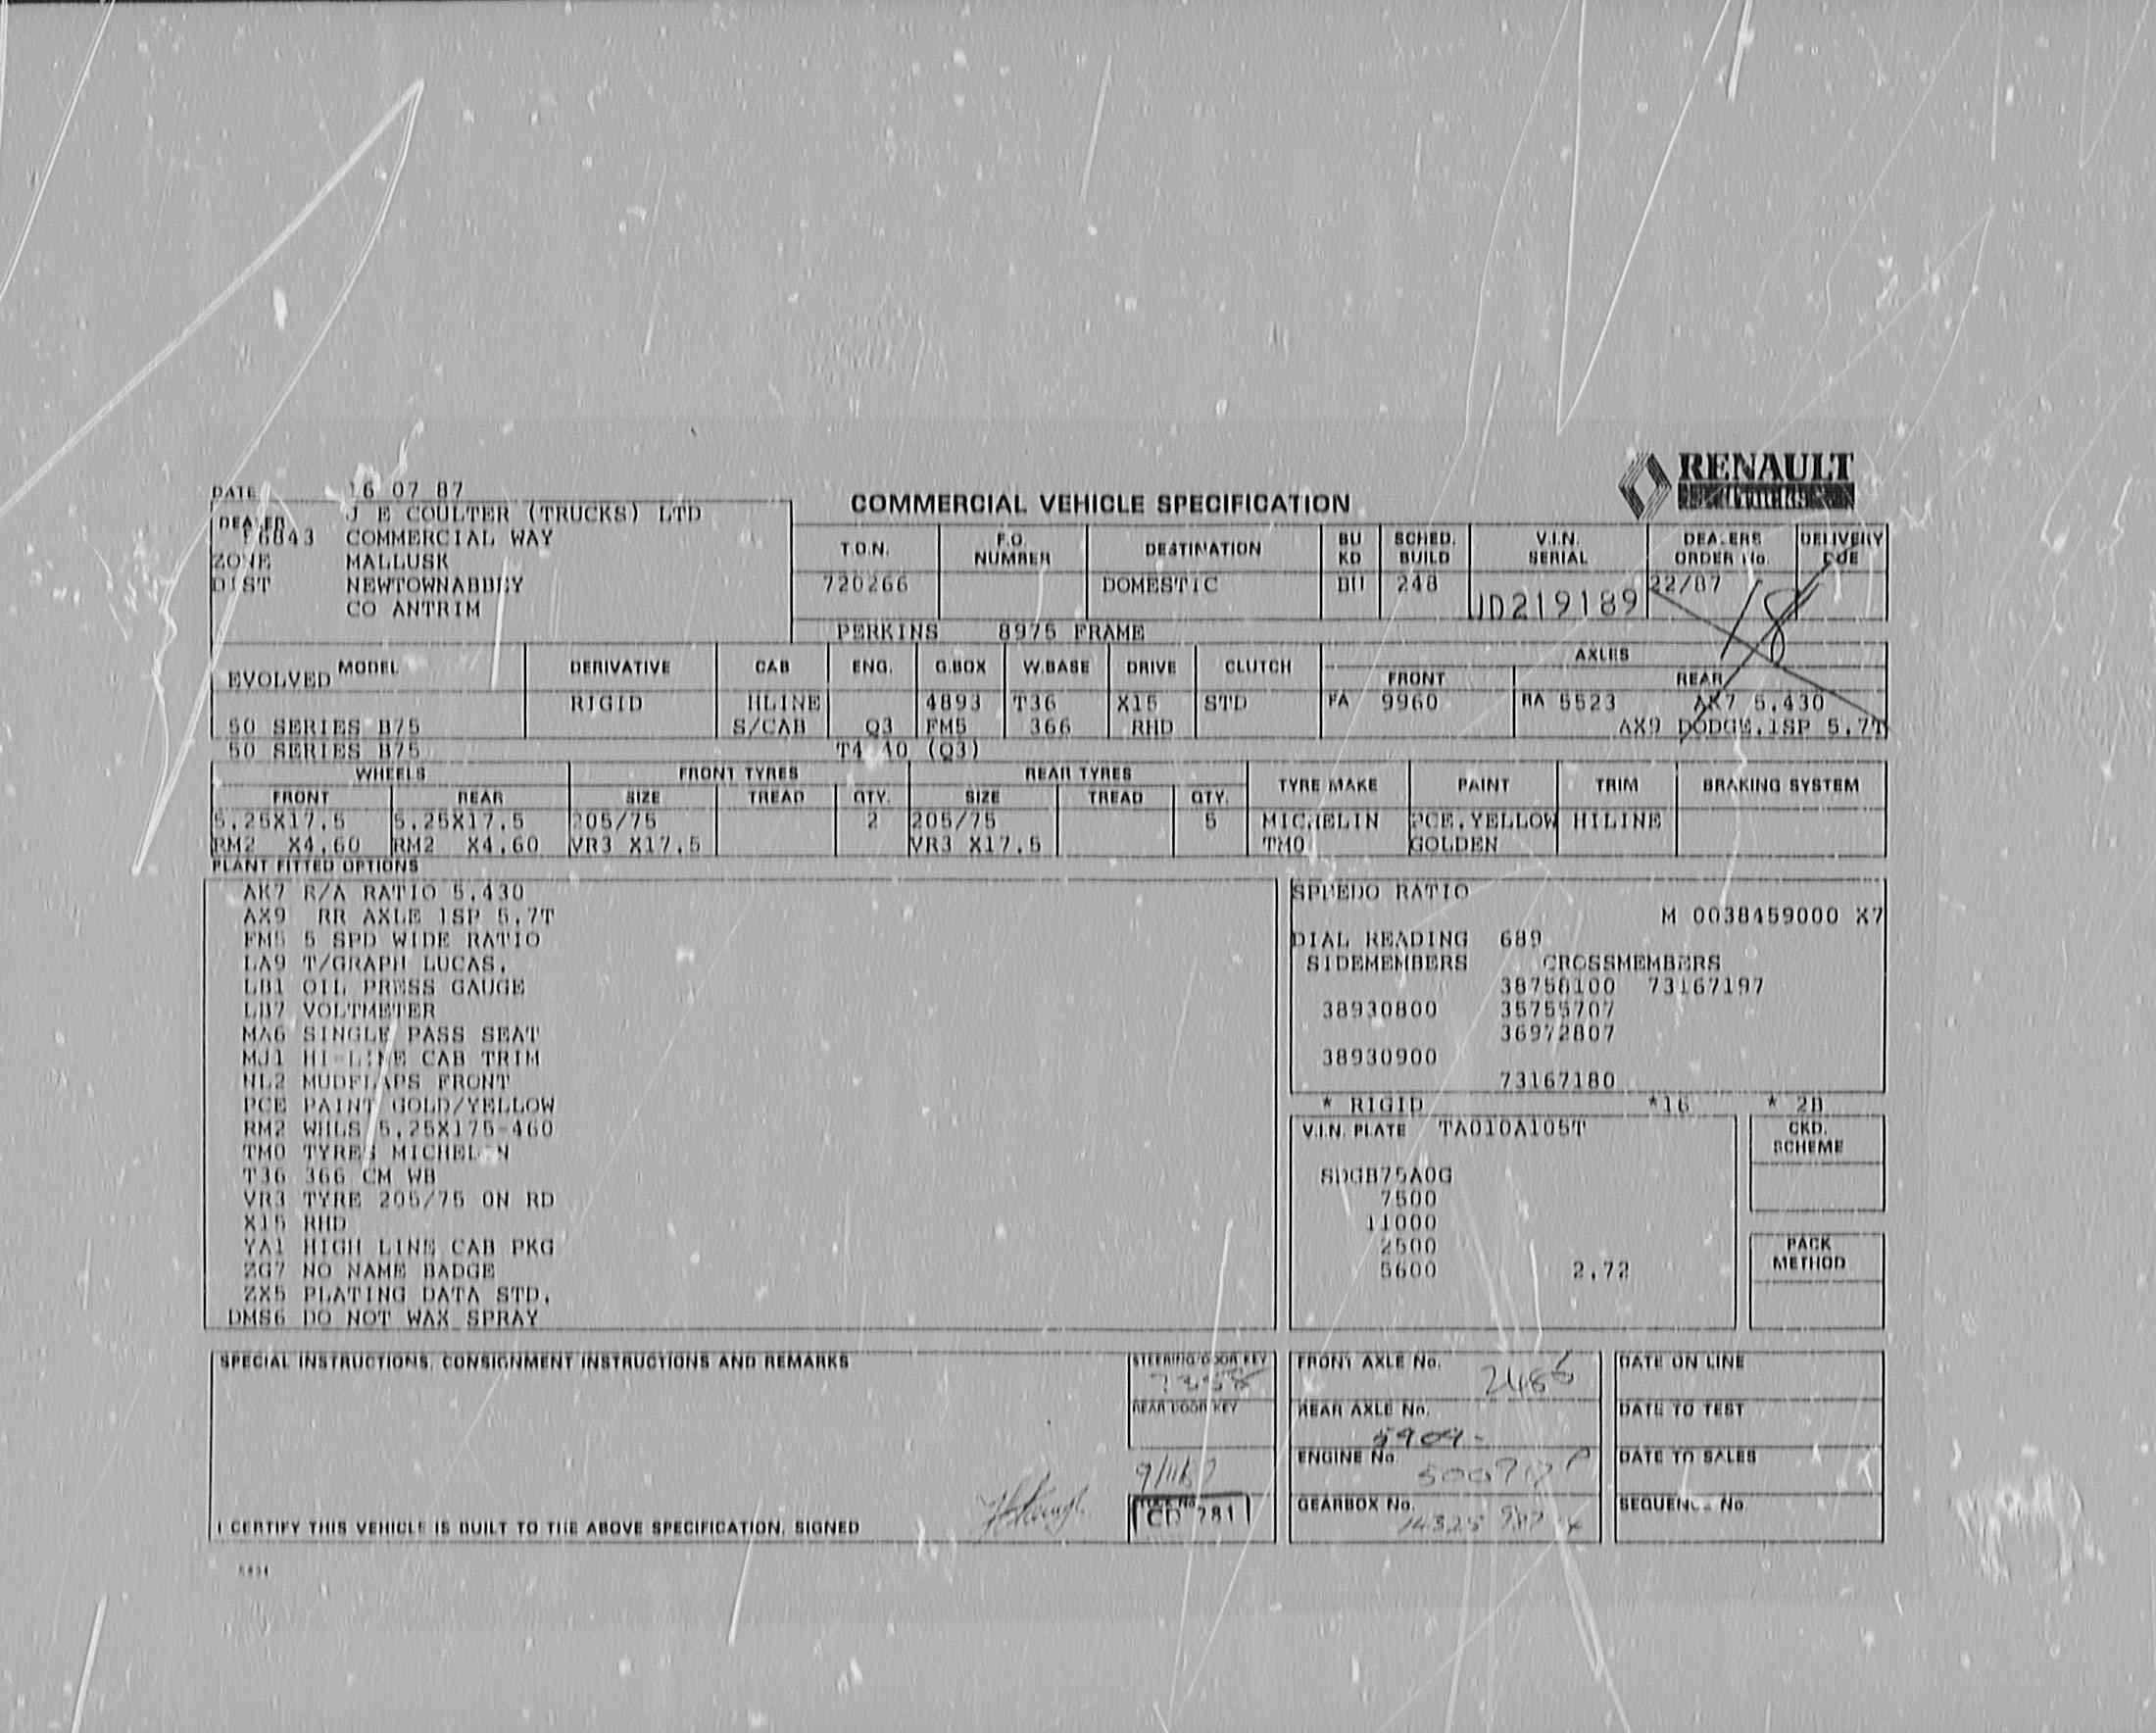 RENAULT
DATE 16 07 87
COMMERCIAL VEHICLE SPECIFICATION
DEALER J E COULTER (TRUCKS) LTD
COMMERCIAL WAY
ZONE MALLUSK
DIST NEWTOWNABBEY
CO ANTRIM
T.O.N. F.O. NUMBER DESTINATION BU KD SCHED. BUILD V.I.N. SERIAL DEALERS ORDER No. DELIVERY DUE
720266 DOMESTIC BU 248 JD219189 22/87
PERKINS 8975 FRAME
MODEL DERIVATIVE CAB ENG. G.BOX W.BASE DRIVE CLUTCH AXLES
FRONT REAR
EVOLVED
RIGID HLINE 4893 T36 X15 STD FA 9960 RA 5523 AK7 5.430
50 SERIES B75 S/CAB Q3 FM5 366 RHD AX9 DODGE.1SP 5.7T
50 SERIES B75 T4 40 (Q3)
WHEELS FRONT TYRES REAR TYRES TYRE MAKE PAINT TRIM BRAKING SYSTEM
FRONT REAR SIZE TREAD QTY. SIZE TREAD QTY.
5.25X17.5 5.25X17.5 205/75 2 205/75 5 MICHELIN PCE.YELLOW HILINE
RM2 X4.60 RM2 X4.60 VR3 X17.5 VR3 X17.5 TM0 GOLDEN
PLANT FITTED OPTIONS
AK7 R/A RATIO 5.430
AX9 RR AXLE 1SP 5.7T
FM5 5 SPD WIDE RATIO
LA9 T/GRAPH LUCAS.
LB1 OIL PRESS GAUGE
LB7 VOLTMETER
MA6 SINGLE PASS SEAT
MJ1 HI-LINE CAB TRIM
NL2 MUDFLAPS FRONT
PCE PAINT GOLD/YELLOW
RM2 WHLS 5.25X175-460
TM0 TYRES MICHELIN
T36 366 CM WB
VR3 TYRE 205/75 ON RD
X15 RHD
YA1 HIGH LINE CAB PKG
ZG7 NO NAME BADGE
ZX5 PLATING DATA STD.
DMS6 DO NOT WAX SPRAY
SPEEDO RATIO
M 0038459000 X7
DIAL READING 689
SIDEMEMBERS CROSSMEMBERS
38756100 73167197
38930800 35755707
36972807
38930900
73167180
* RIGID *16 * 2B
V.I.N. PLATE TA010A105T
SDGB75A0G
7500
11000
2500
5600 2.72
CKD. SCHEME
PACK METHOD
SPECIAL INSTRUCTIONS, CONSIGNMENT INSTRUCTIONS AND REMARKS
STEERING/DOOR KEY
REAR DOOR KEY
CD 781
I CERTIFY THIS VEHICLE IS BUILT TO THE ABOVE SPECIFICATION, SIGNED
FRONT AXLE No.
REAR AXLE No.
5909-
ENGINE No.
GEARBOX No.
DATE ON LINE
DATE TO TEST
DATE TO SALES
SEQUENCE No.